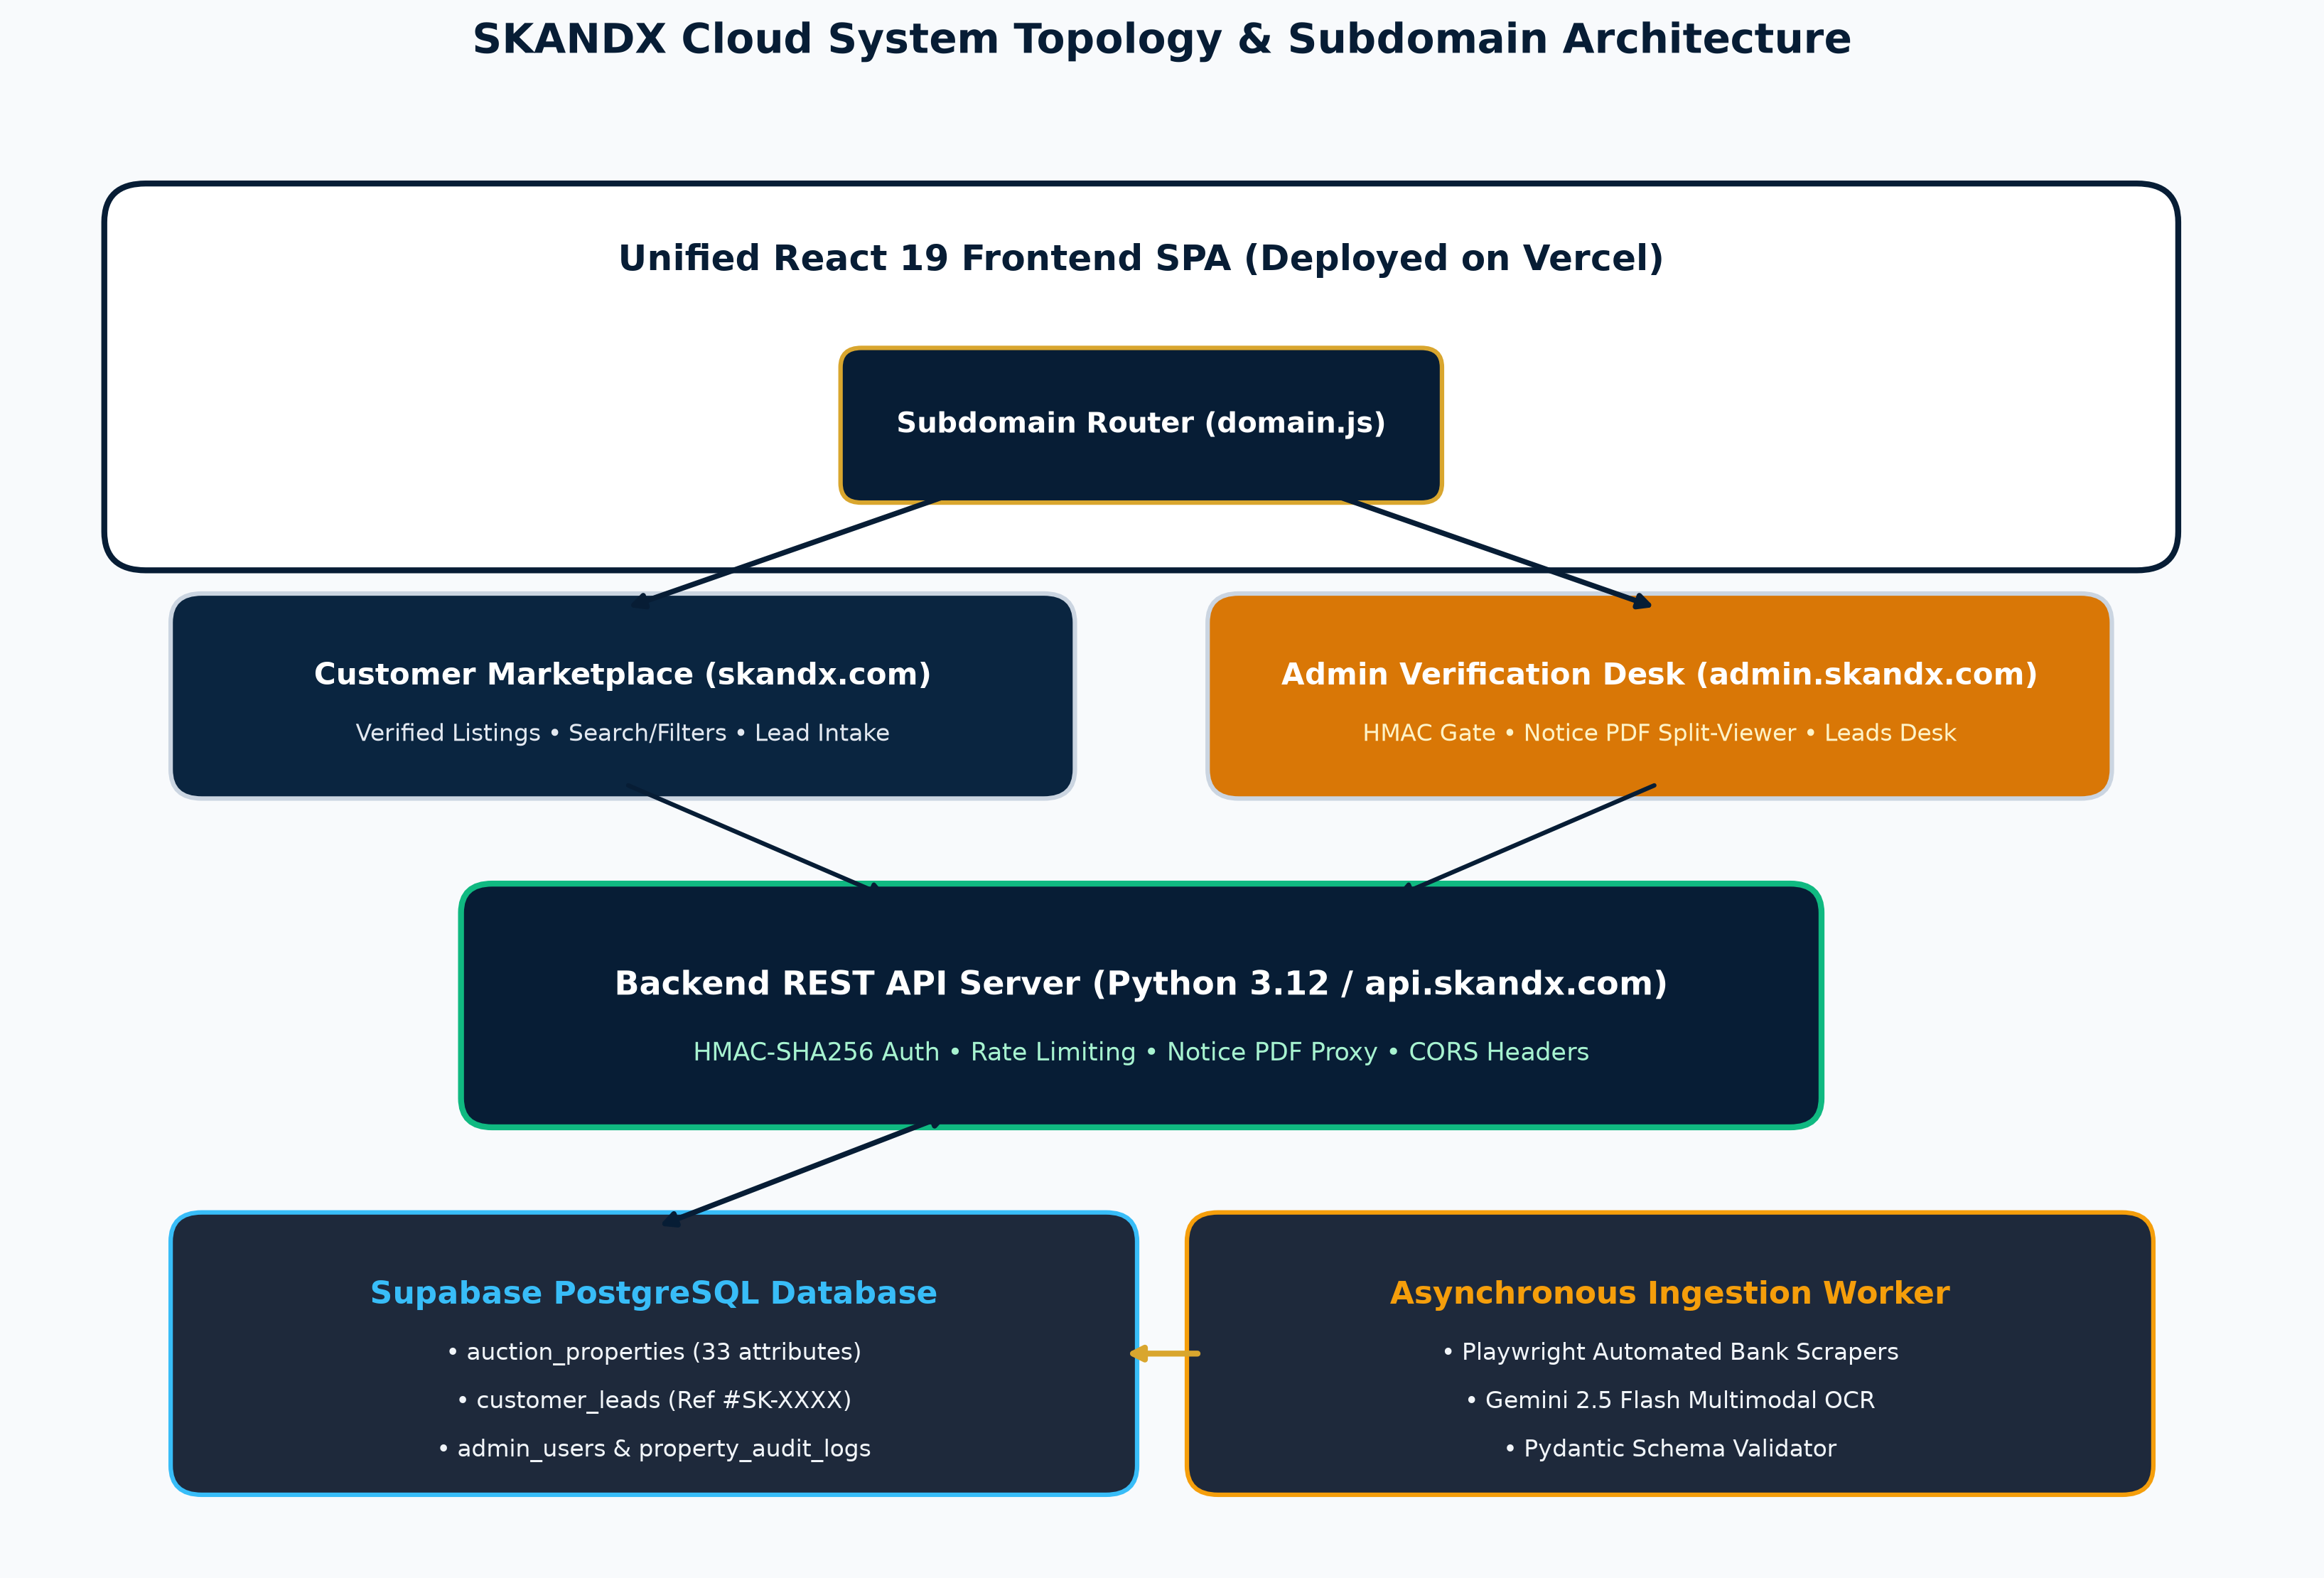 SKANDX Cloud System Topology & Subdomain Architecture
Unified React 19 Frontend SPA (Deployed on Vercel)
Subdomain Router (domain.js)
Customer Marketplace (skandx.com)
Verified Listings • Search/Filters • Lead Intake
Admin Verification Desk (admin.skandx.com)
HMAC Gate • Notice PDF Split-Viewer • Leads Desk
Backend REST API Server (Python 3.12 / api.skandx.com)
HMAC-SHA256 Auth • Rate Limiting • Notice PDF Proxy • CORS Headers
Supabase PostgreSQL Database
• auction_properties (33 attributes)
• customer_leads (Ref #SK-XXXX)
• admin_users & property_audit_logs
Asynchronous Ingestion Worker
• Playwright Automated Bank Scrapers
• Gemini 2.5 Flash Multimodal OCR
• Pydantic Schema Validator